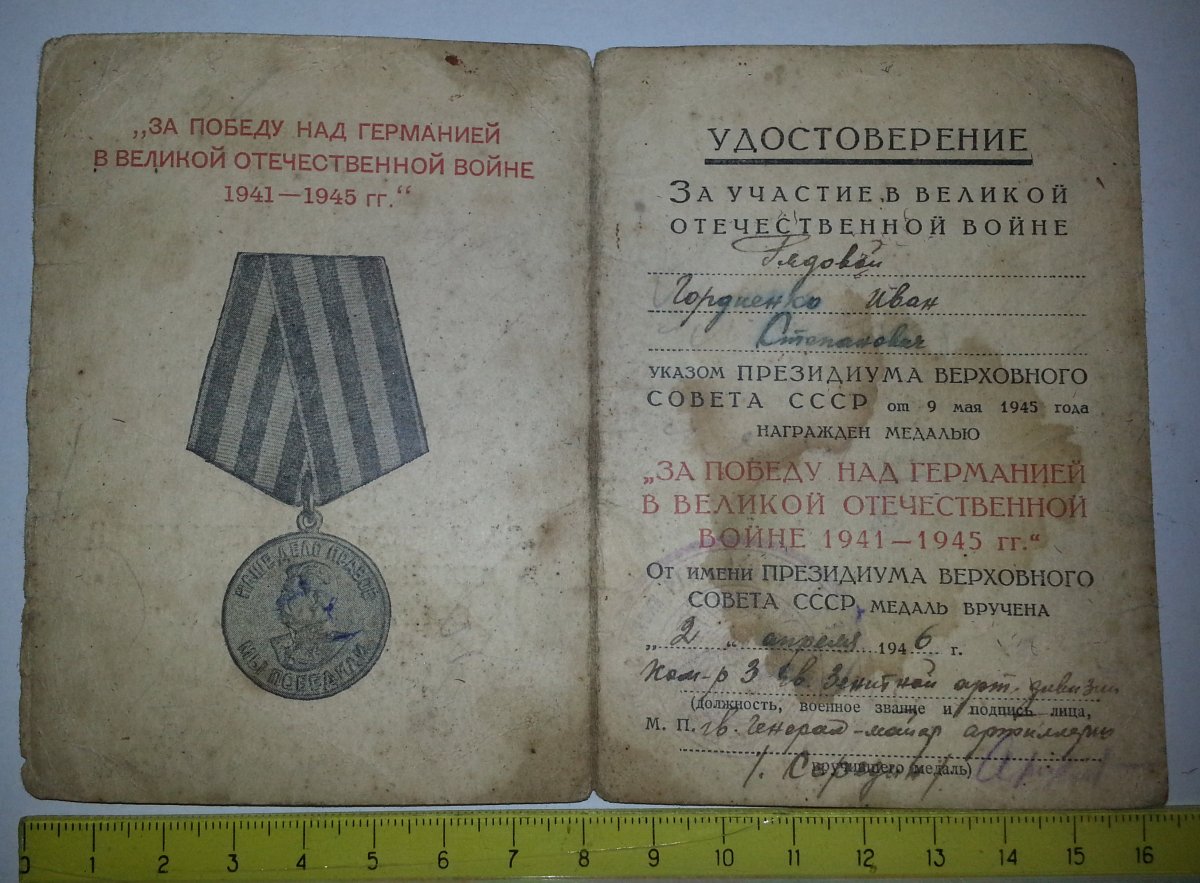 „ЗА ПОБЕДУ НАД ГЕРМАНИЕЙ
В ВЕЛИКОЙ ОТЕЧЕСТВЕННОЙ ВОЙНЕ
1941—1945 гг.“
НАШЕ ДЕЛО ПРАВОЕ
МЫ ПОБЕДИЛИ
УДОСТОВЕРЕНИЕ
ЗА УЧАСТИЕ В ВЕЛИКОЙ
ОТЕЧЕСТВЕННОЙ ВОЙНЕ
Рядовой
Гордиенко Иван
Степанович
УКАЗОМ ПРЕЗИДИУМА ВЕРХОВНОГО
СОВЕТА СССР от 9 мая 1945 года
НАГРАЖДЕН МЕДАЛЬЮ
„ЗА ПОБЕДУ НАД ГЕРМАНИЕЙ
В ВЕЛИКОЙ ОТЕЧЕСТВЕННОЙ
ВОЙНЕ 1941—1945 гг.“
ОТ ИМЕНИ ПРЕЗИДИУМА ВЕРХОВНОГО
СОВЕТА СССР МЕДАЛЬ ВРУЧЕНА
„2“ апреля 1946 г.
Ком-р 3 гв. Зенитной арт. дивизии
(должность, военное звание и подпись лица,
М. П. гв. Генерал-майор артиллерии
вручившего медаль)
/. Середин /
0 1 2 3 4 5 6 7 8 9 10 11 12 13 14 15 16